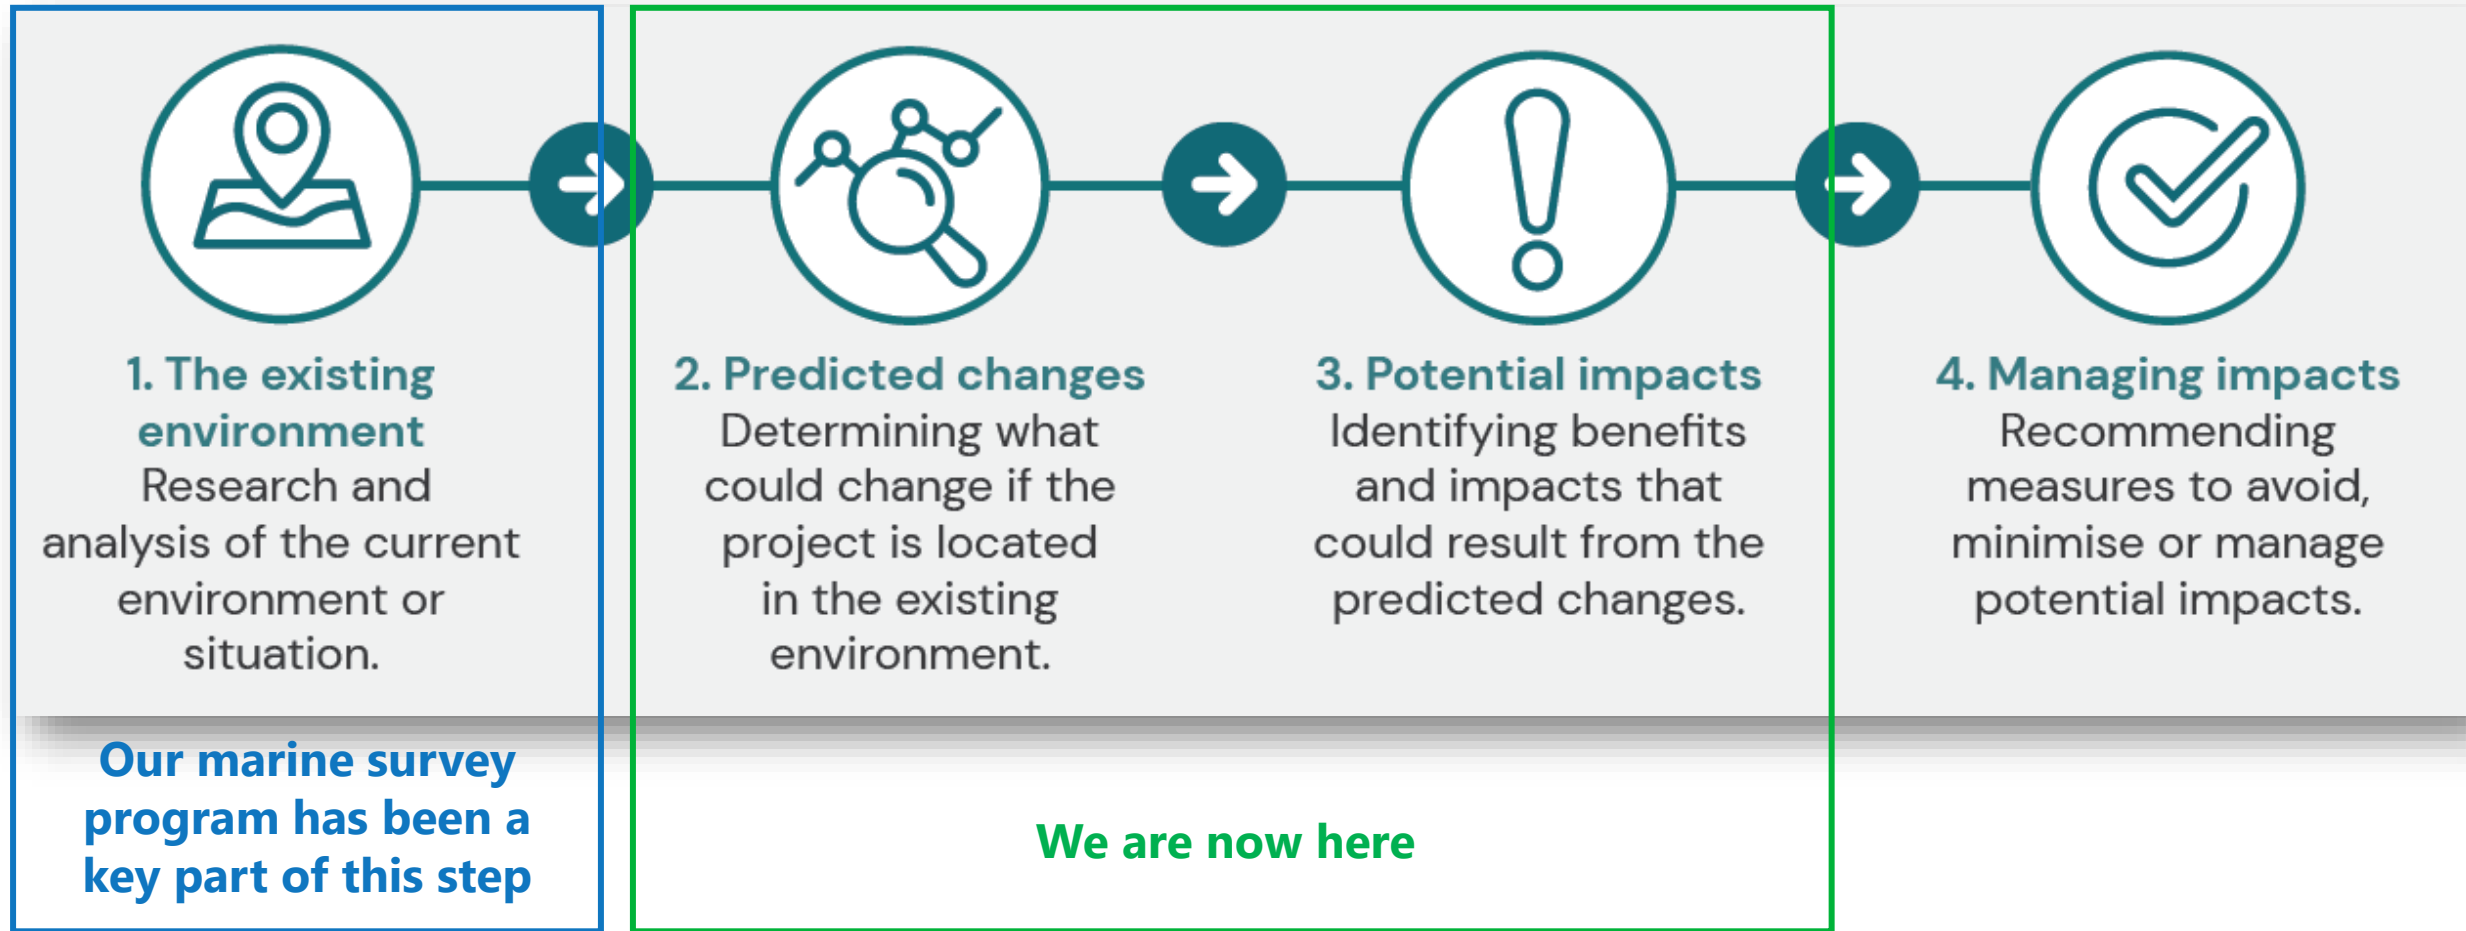 1. The existing
environment
Research and
analysis of the current
environment or
situation.
2. Predicted changes
Determining what
could change if the
project is located
in the existing
environment.
3. Potential impacts
Identifying benefits
and impacts that
could result from the
predicted changes.
4. Managing impacts
Recommending
measures to avoid,
minimise or manage
potential impacts.
Our marine survey
program has been a
key part of this step
We are now here